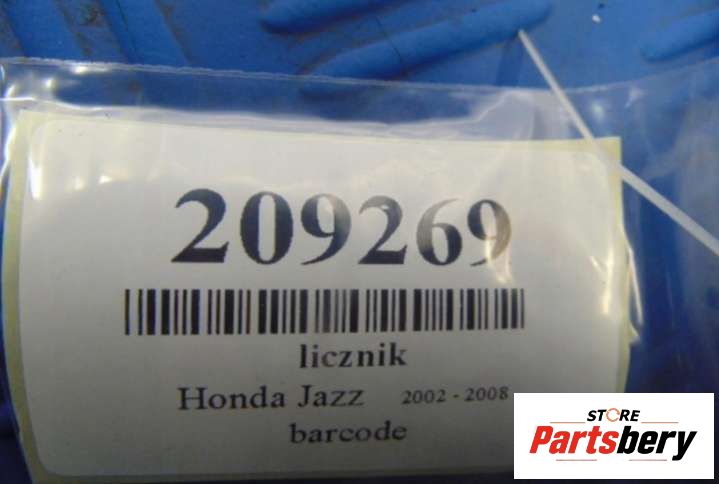 209269
licznik
Honda Jazz 2002 - 2008
barcode
STORE
Partsbery